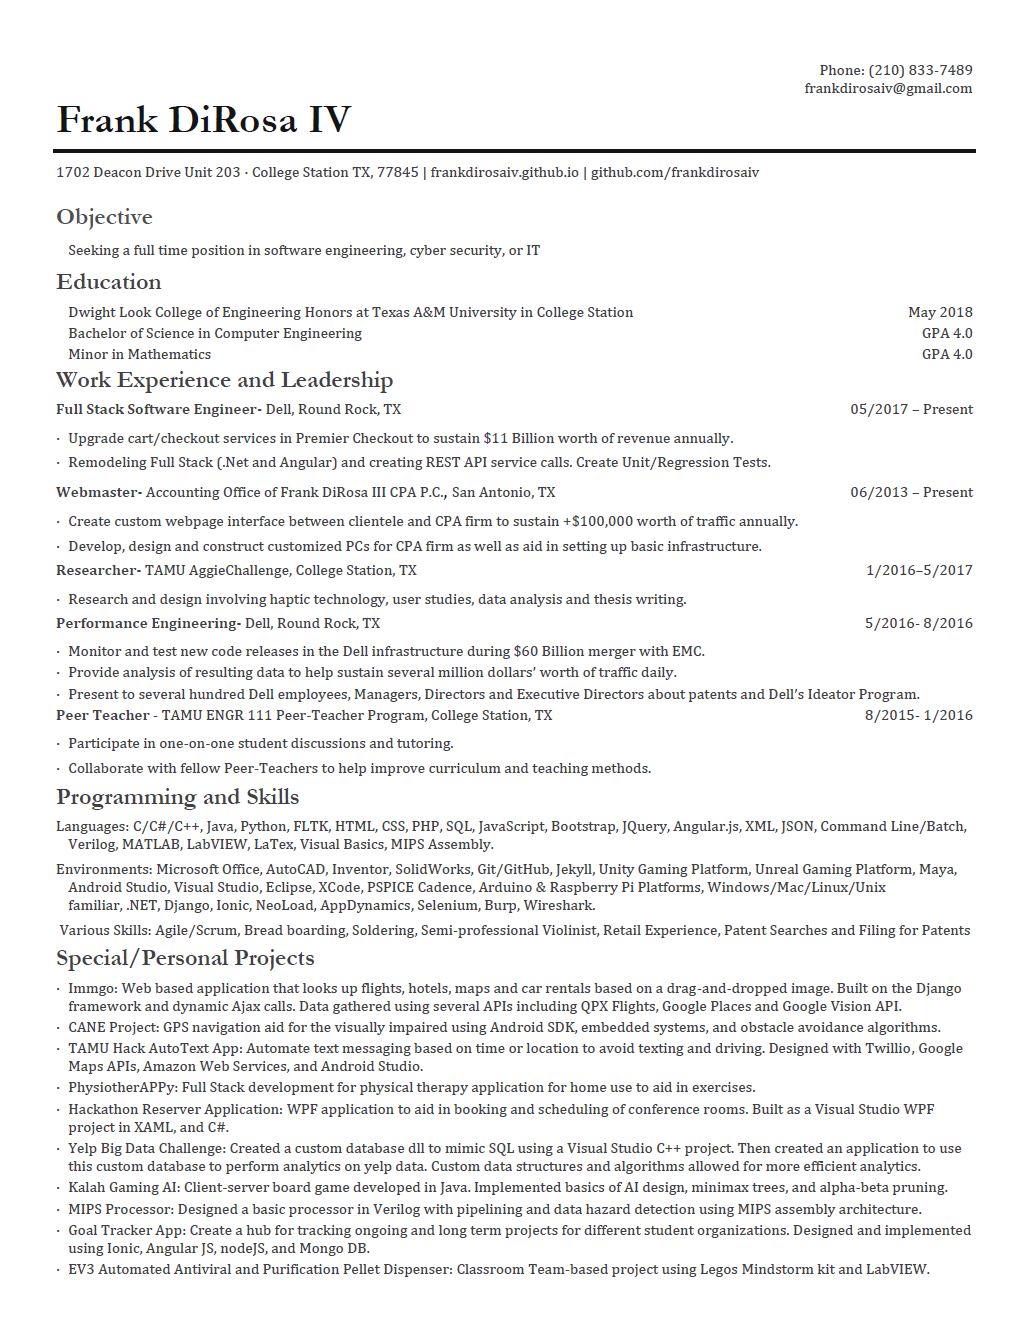 Phone: (210) 833-7489
frankdirosaiv@gmail.com
Frank DiRosa IV
1702 Deacon Drive Unit 203 · College Station TX, 77845 | frankdirosaiv.github.io | github.com/frankdirosaiv
Objective
Seeking a full time position in software engineering, cyber security, or IT
Education
Dwight Look College of Engineering Honors at Texas A&M University in College Station May 2018
Bachelor of Science in Computer Engineering GPA 4.0
Minor in Mathematics GPA 4.0
Work Experience and Leadership
Full Stack Software Engineer- Dell, Round Rock, TX 05/2017 – Present
· Upgrade cart/checkout services in Premier Checkout to sustain $11 Billion worth of revenue annually.
· Remodeling Full Stack (.Net and Angular) and creating REST API service calls. Create Unit/Regression Tests.
Webmaster- Accounting Office of Frank DiRosa III CPA P.C., San Antonio, TX 06/2013 – Present
· Create custom webpage interface between clientele and CPA firm to sustain +$100,000 worth of traffic annually.
· Develop, design and construct customized PCs for CPA firm as well as aid in setting up basic infrastructure.
Researcher- TAMU AggieChallenge, College Station, TX 1/2016–5/2017
· Research and design involving haptic technology, user studies, data analysis and thesis writing.
Performance Engineering- Dell, Round Rock, TX 5/2016- 8/2016
· Monitor and test new code releases in the Dell infrastructure during $60 Billion merger with EMC.
· Provide analysis of resulting data to help sustain several million dollars’ worth of traffic daily.
· Present to several hundred Dell employees, Managers, Directors and Executive Directors about patents and Dell’s Ideator Program.
Peer Teacher - TAMU ENGR 111 Peer-Teacher Program, College Station, TX 8/2015- 1/2016
· Participate in one-on-one student discussions and tutoring.
· Collaborate with fellow Peer-Teachers to help improve curriculum and teaching methods.
Programming and Skills
Languages: C/C#/C++, Java, Python, FLTK, HTML, CSS, PHP, SQL, JavaScript, Bootstrap, JQuery, Angular.js, XML, JSON, Command Line/Batch,
Verilog, MATLAB, LabVIEW, LaTex, Visual Basics, MIPS Assembly.
Environments: Microsoft Office, AutoCAD, Inventor, SolidWorks, Git/GitHub, Jekyll, Unity Gaming Platform, Unreal Gaming Platform, Maya,
Android Studio, Visual Studio, Eclipse, XCode, PSPICE Cadence, Arduino & Raspberry Pi Platforms, Windows/Mac/Linux/Unix
familiar, .NET, Django, Ionic, NeoLoad, AppDynamics, Selenium, Burp, Wireshark.
Various Skills: Agile/Scrum, Bread boarding, Soldering, Semi-professional Violinist, Retail Experience, Patent Searches and Filing for Patents
Special/Personal Projects
· Immgo: Web based application that looks up flights, hotels, maps and car rentals based on a drag-and-dropped image. Built on the Django
framework and dynamic Ajax calls. Data gathered using several APIs including QPX Flights, Google Places and Google Vision API.
· CANE Project: GPS navigation aid for the visually impaired using Android SDK, embedded systems, and obstacle avoidance algorithms.
· TAMU Hack AutoText App: Automate text messaging based on time or location to avoid texting and driving. Designed with Twillio, Google
Maps APIs, Amazon Web Services, and Android Studio.
· PhysiotherAPPy: Full Stack development for physical therapy application for home use to aid in exercises.
· Hackathon Reserver Application: WPF application to aid in booking and scheduling of conference rooms. Built as a Visual Studio WPF
project in XAML, and C#.
· Yelp Big Data Challenge: Created a custom database dll to mimic SQL using a Visual Studio C++ project. Then created an application to use
this custom database to perform analytics on yelp data. Custom data structures and algorithms allowed for more efficient analytics.
· Kalah Gaming AI: Client-server board game developed in Java. Implemented basics of AI design, minimax trees, and alpha-beta pruning.
· MIPS Processor: Designed a basic processor in Verilog with pipelining and data hazard detection using MIPS assembly architecture.
· Goal Tracker App: Create a hub for tracking ongoing and long term projects for different student organizations. Designed and implemented
using Ionic, Angular JS, nodeJS, and Mongo DB.
· EV3 Automated Antiviral and Purification Pellet Dispenser: Classroom Team-based project using Legos Mindstorm kit and LabVIEW.